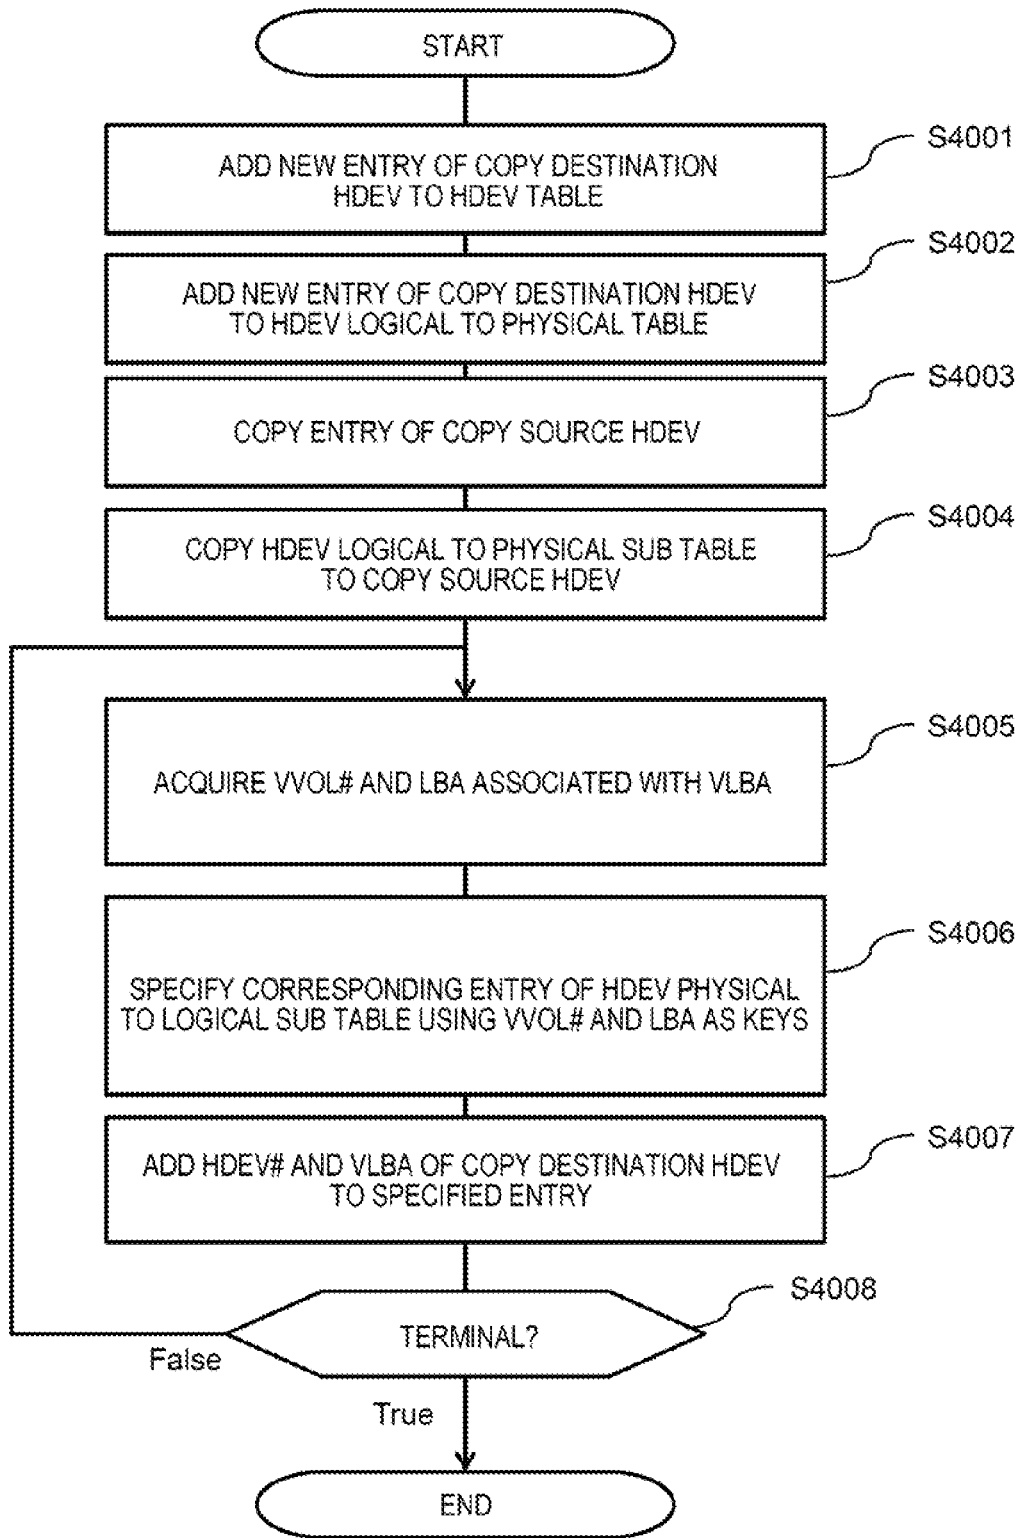 START
S4001
ADD NEW ENTRY OF COPY DESTINATION
HDEV TO HDEV TABLE
S4002
ADD NEW ENTRY OF COPY DESTINATION HDEV
TO HDEV LOGICAL TO PHYSICAL TABLE
S4003
COPY ENTRY OF COPY SOURCE HDEV
S4004
COPY HDEV LOGICAL TO PHYSICAL SUB TABLE
TO COPY SOURCE HDEV
S4005
ACQUIRE VVOL# AND LBA ASSOCIATED WITH VLBA
S4006
SPECIFY CORRESPONDING ENTRY OF HDEV PHYSICAL
TO LOGICAL SUB TABLE USING VVOL# AND LBA AS KEYS
S4007
ADD HDEV# AND VLBA OF COPY DESTINATION HDEV
TO SPECIFIED ENTRY
S4008
TERMINAL?
False
True
END